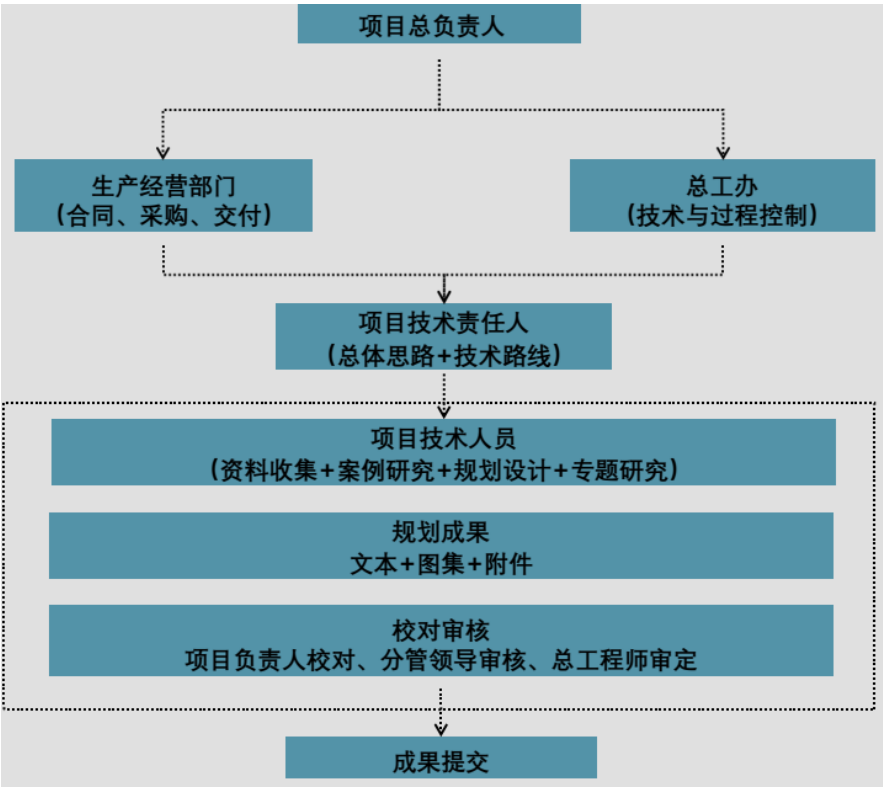 项目总负责人
生产经营部门
（合同、采购、交付）
总工办
（技术与过程控制）
项目技术责任人
（总体思路+技术路线）
项目技术人员
（资料收集+案例研究+规划设计+专题研究）
规划成果
文本+图集+附件
校对审核
项目负责人校对、分管领导审核、总工程师审定
成果提交